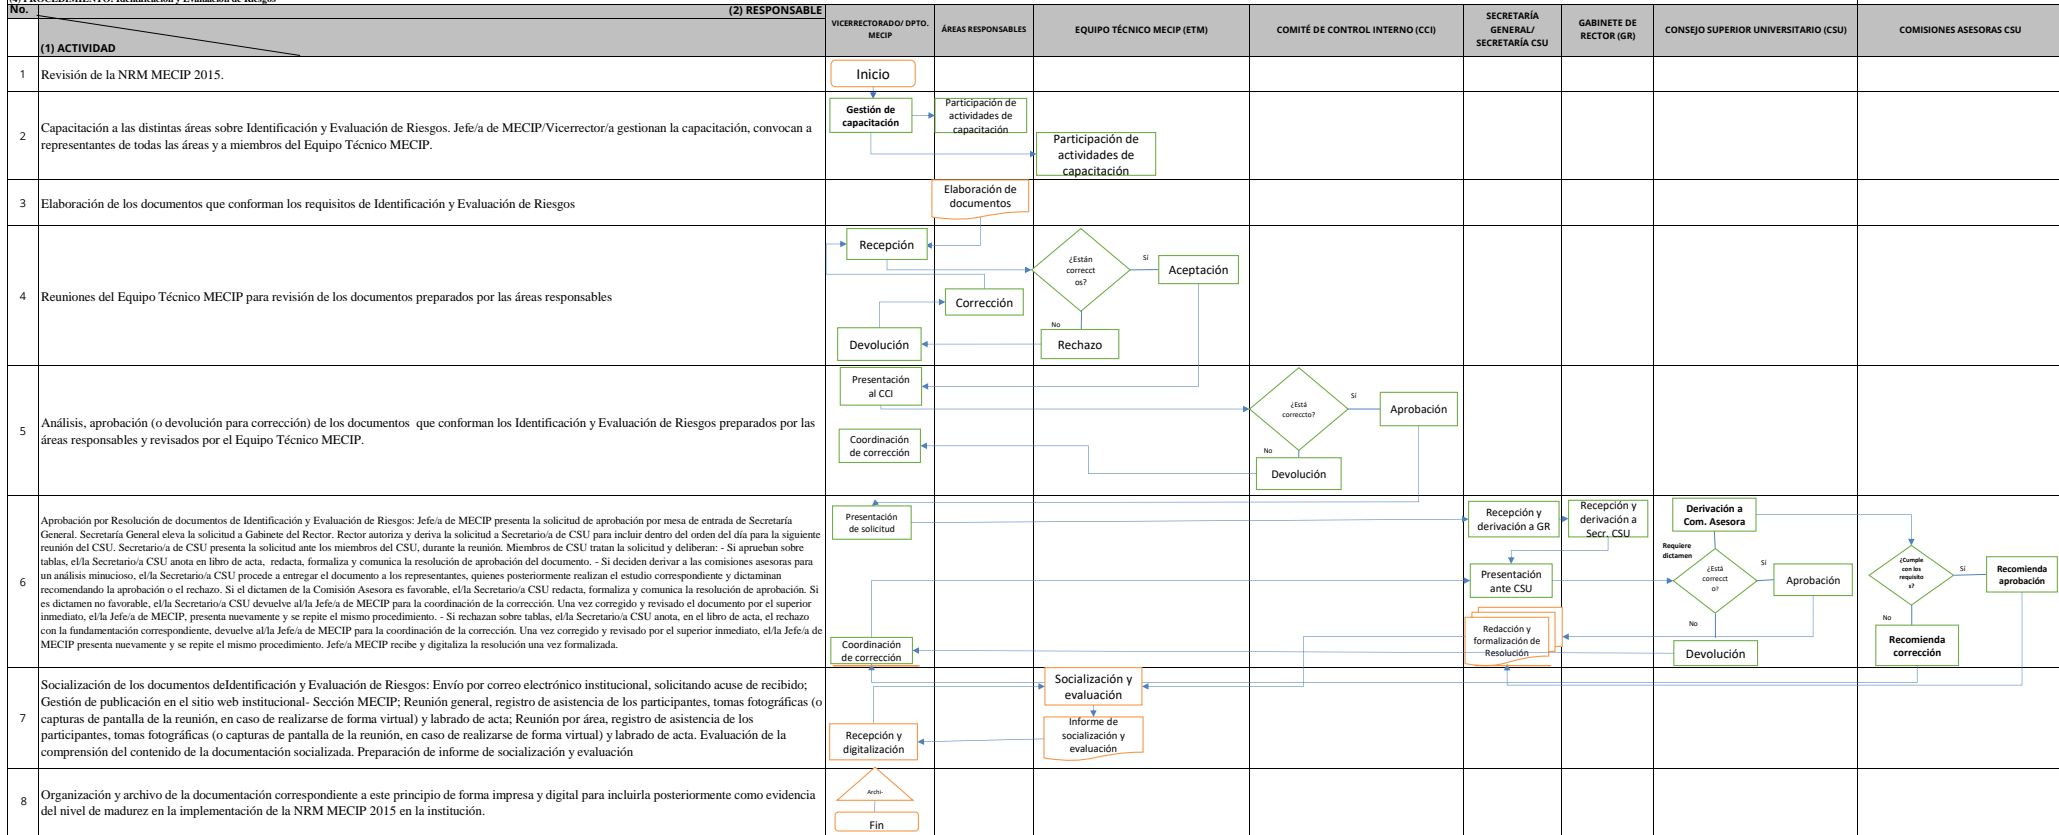 (4) PROCEDIMIENTO: Identificación y Evaluación de Riesgos
No.
(2) RESPONSABLE
(1) ACTIVIDAD
VICERRECTORADO/ DPTO.
MECIP
ÁREAS RESPONSABLES
EQUIPO TÉCNICO MECIP (ETM)
COMITÉ DE CONTROL INTERNO (CCI)
SECRETARÍA
GENERAL/
SECRETARÍA CSU
GABINETE DE
RECTOR (GR)
CONSEJO SUPERIOR UNIVERSITARIO (CSU)
COMISIONES ASESORAS CSU
1
Revisión de la NRM MECIP 2015.
Inicio
2
Capacitación a las distintas áreas sobre Identificación y Evaluación de Riesgos. Jefe/a de MECIP/Vicerrector/a gestionan la capacitación, convocan a
representantes de todas las áreas y a miembros del Equipo Técnico MECIP.
Gestión de
capacitación
Participación de
actividades de
capacitación
Participación de
actividades de
capacitación
3
Elaboración de los documentos que conforman los requisitos de Identificación y Evaluación de Riesgos
Elaboración de
documentos
4
Reuniones del Equipo Técnico MECIP para revisión de los documentos preparados por las áreas responsables
Recepción
¿Están
correcct
os?
Sí
Aceptación
Corrección
No
Devolución
Rechazo
5
Análisis, aprobación (o devolución para corrección) de los documentos  que conforman los Identificación y Evaluación de Riesgos preparados por las
áreas responsables y revisados por el Equipo Técnico MECIP.
Presentación
al CCI
¿Está
correccto?
Sí
Aprobación
Coordinación
de corrección
No
Devolución
6
Aprobación por Resolución de documentos de Identificación y Evaluación de Riesgos: Jefe/a de MECIP presenta la solicitud de aprobación por mesa de entrada de Secretaría
General. Secretaría General eleva la solicitud a Gabinete del Rector. Rector autoriza y deriva la solicitud a Secretario/a de CSU para incluir dentro del orden del día para la siguiente
reunión del CSU. Secretario/a de CSU presenta la solicitud ante los miembros del CSU, durante la reunión. Miembros de CSU tratan la solicitud y deliberan: - Si aprueban sobre
tablas, el/la Secretario/a CSU anota en libro de acta,  redacta, formaliza y comunica la resolución de aprobación del documento. - Si deciden derivar a las comisiones asesoras para
un análisis minucioso, el/la Secretario/a CSU procede a entregar el documento a los representantes, quienes posteriormente realizan el estudio correspondiente y dictaminan
recomendando la aprobación o el rechazo. Si el dictamen de la Comisión Asesora es favorable, el/la Secretario/a CSU redacta, formaliza y comunica la resolución de aprobación. Si
es dictamen no favorable, el/la Secretario/a CSU devuelve al/la Jefe/a de MECIP para la coordinación de la corrección. Una vez corregido y revisado el documento por el superior
inmediato, el/la Jefe/a de MECIP, presenta nuevamente y se repite el mismo procedimiento. - Si rechazan sobre tablas, el/la Secretario/a CSU anota, en el libro de acta, el rechazo
con la fundamentación correspondiente, devuelve al/la Jefe/a de MECIP para la coordinación de la corrección. Una vez corregido y revisado por el superior inmediato, el/la Jefe/a de
MECIP presenta nuevamente y se repite el mismo procedimiento. Jefe/a MECIP recibe y digitaliza la resolución una vez formalizada.
Presentación
de solicitud
Recepción y
derivación a GR
Recepción y
derivación a
Secr. CSU
Derivación a
Com. Asesora
Requiere
dictamen
Presentación
ante CSU
¿Está
correcct
o?
Sí
Aprobación
¿Cumple
con los
requisito
s?
Sí
Recomienda
aprobación
No
No
Redacción y
formalización de
Resolución
Coordinación
de corrección
Devolución
Recomienda
corrección
7
Socialización de los documentos deIdentificación y Evaluación de Riesgos: Envío por correo electrónico institucional, solicitando acuse de recibido;
Gestión de publicación en el sitio web institucional- Sección MECIP; Reunión general, registro de asistencia de los participantes, tomas fotográficas (o
capturas de pantalla de la reunión, en caso de realizarse de forma virtual) y labrado de acta; Reunión por área, registro de asistencia de los
participantes, tomas fotográficas (o capturas de pantalla de la reunión, en caso de realizarse de forma virtual) y labrado de acta. Evaluación de la
comprensión del contenido de la documentación socializada. Preparación de informe de socialización y evaluación
Socialización y
evaluación
Informe de
socialización y
evaluación
Recepción y
digitalización
8
Organización y archivo de la documentación correspondiente a este principio de forma impresa y digital para incluirla posteriormente como evidencia
del nivel de madurez en la implementación de la NRM MECIP 2015 en la institución.
Archi-
Fin